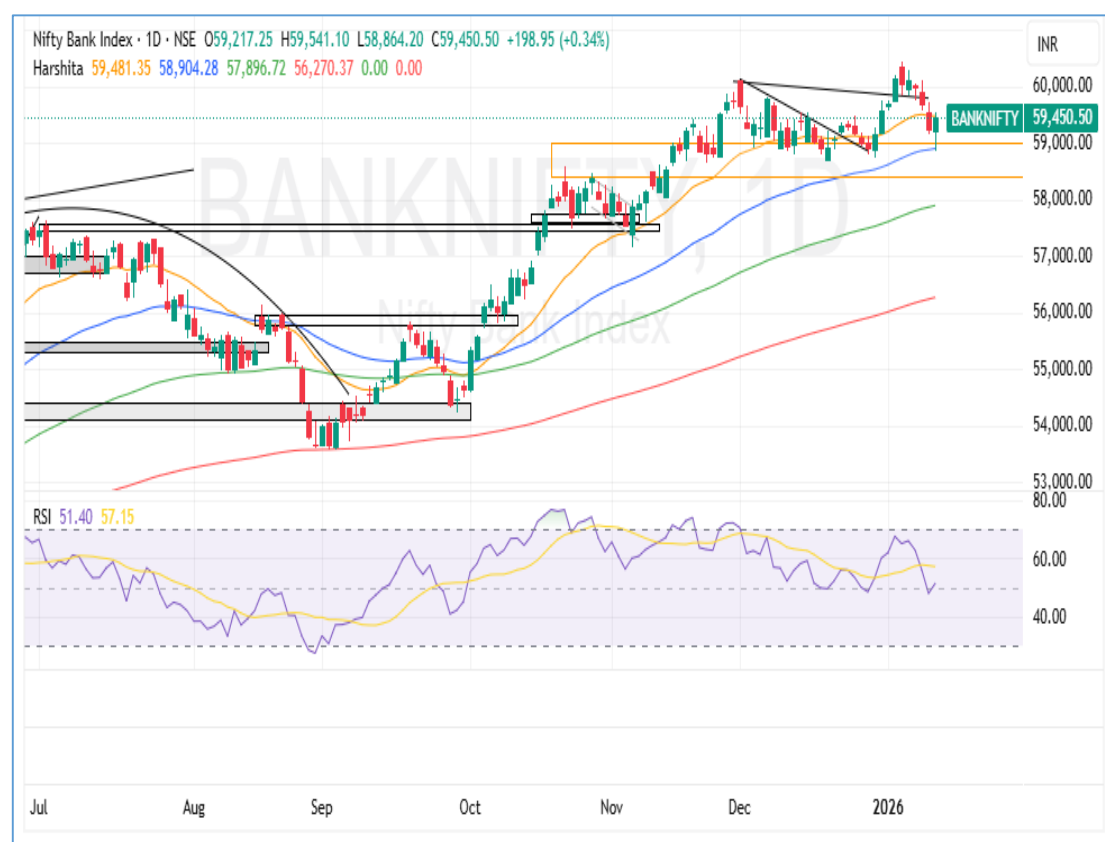 Nifty Bank Index · 1D · NSE O59,217.25 H59,541.10 L58,864.20 C59,450.50 +198.95 (+0.34%)
Harshita 59,481.35 58,904.28 57,896.72 56,270.37 0.00 0.00
INR
60,000.00
BANKNIFTY 59,450.50
59,000.00
58,000.00
57,000.00
56,000.00
55,000.00
54,000.00
53,000.00
BANKNIFTY, 1D
Nifty Bank Index
RSI 51.40 57.15
80.00
60.00
40.00
Jul Aug Sep Oct Nov Dec 2026